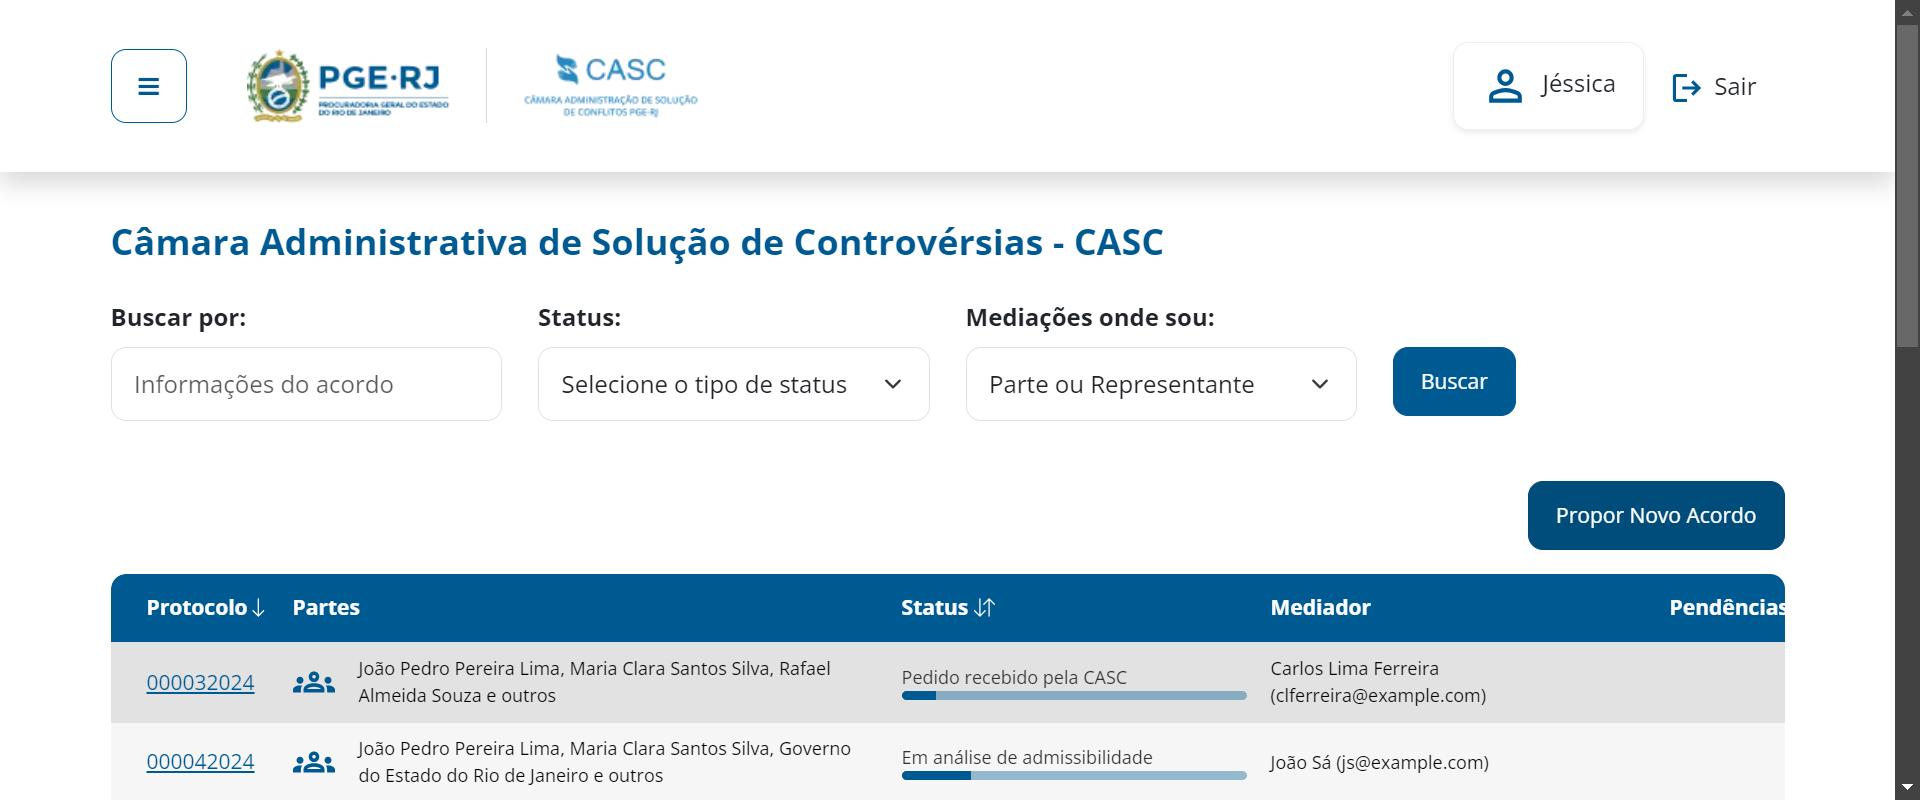 PGE-RJ
PROCURADORIA GERAL DO ESTADO
DO RIO DE JANEIRO
CASC
CÂMARA ADMINISTRAÇÃO DE SOLUÇÃO
DE CONFLITOS PGE-RJ
Jéssica
Sair
Câmara Administrativa de Solução de Controvérsias - CASC
Buscar por:
Status:
Mediações onde sou:
Informações do acordo
Selecione o tipo de status
Parte ou Representante
Buscar
Propor Novo Acordo
Protocolo Partes Status Mediador Pendências
000032024
João Pedro Pereira Lima, Maria Clara Santos Silva, Rafael
Almeida Souza e outros
Pedido recebido pela CASC
Carlos Lima Ferreira
(clferreira@example.com)
000042024
João Pedro Pereira Lima, Maria Clara Santos Silva, Governo
do Estado do Rio de Janeiro e outros
Em análise de admissibilidade
João Sá (js@example.com)